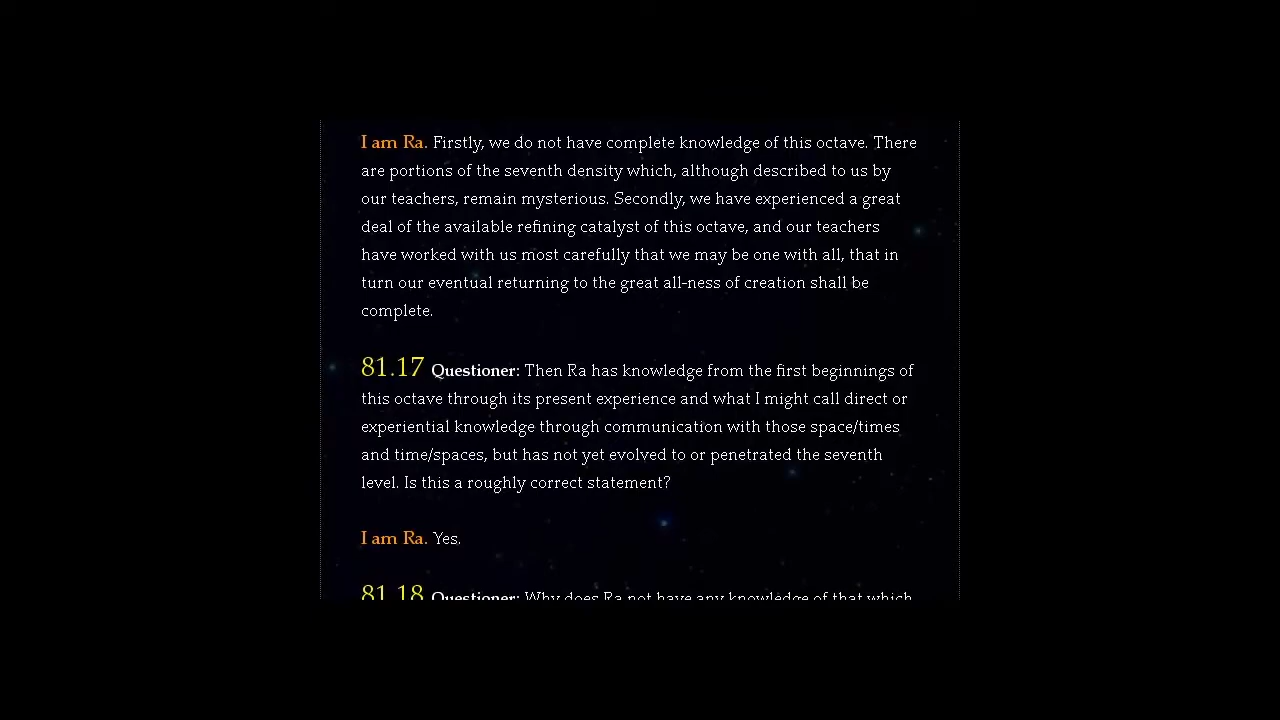 I am Ra. Firstly, we do not have complete knowledge of this octave. There
are portions of the seventh density which, although described to us by
our teachers, remain mysterious. Secondly, we have experienced a great
deal of the available refining catalyst of this octave, and our teachers
have worked with us most carefully that we may be one with all, that in
turn our eventual returning to the great all-ness of creation shall be
complete.
81.17 Questioner: Then Ra has knowledge from the first beginnings of
this octave through its present experience and what I might call direct or
experiential knowledge through communication with those space/times
and time/spaces, but has not yet evolved to or penetrated the seventh
level. Is this a roughly correct statement?
I am Ra. Yes.
81.18 Questioner: Why does Ra not have any knowledge of that which